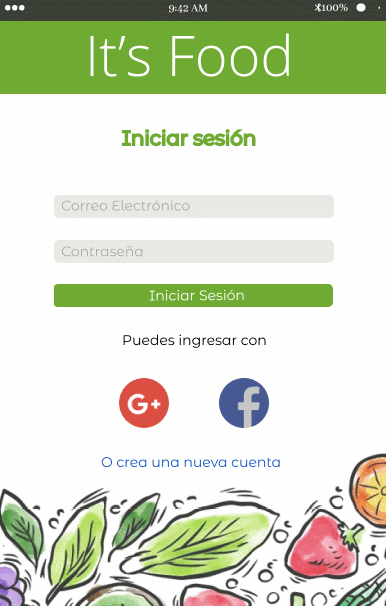 9:42 AM 100%
It's Food
Iniciar sesión
Correo Electrónico
Contraseña
Iniciar Sesión
Puedes ingresar con
G+ f
O crea una nueva cuenta